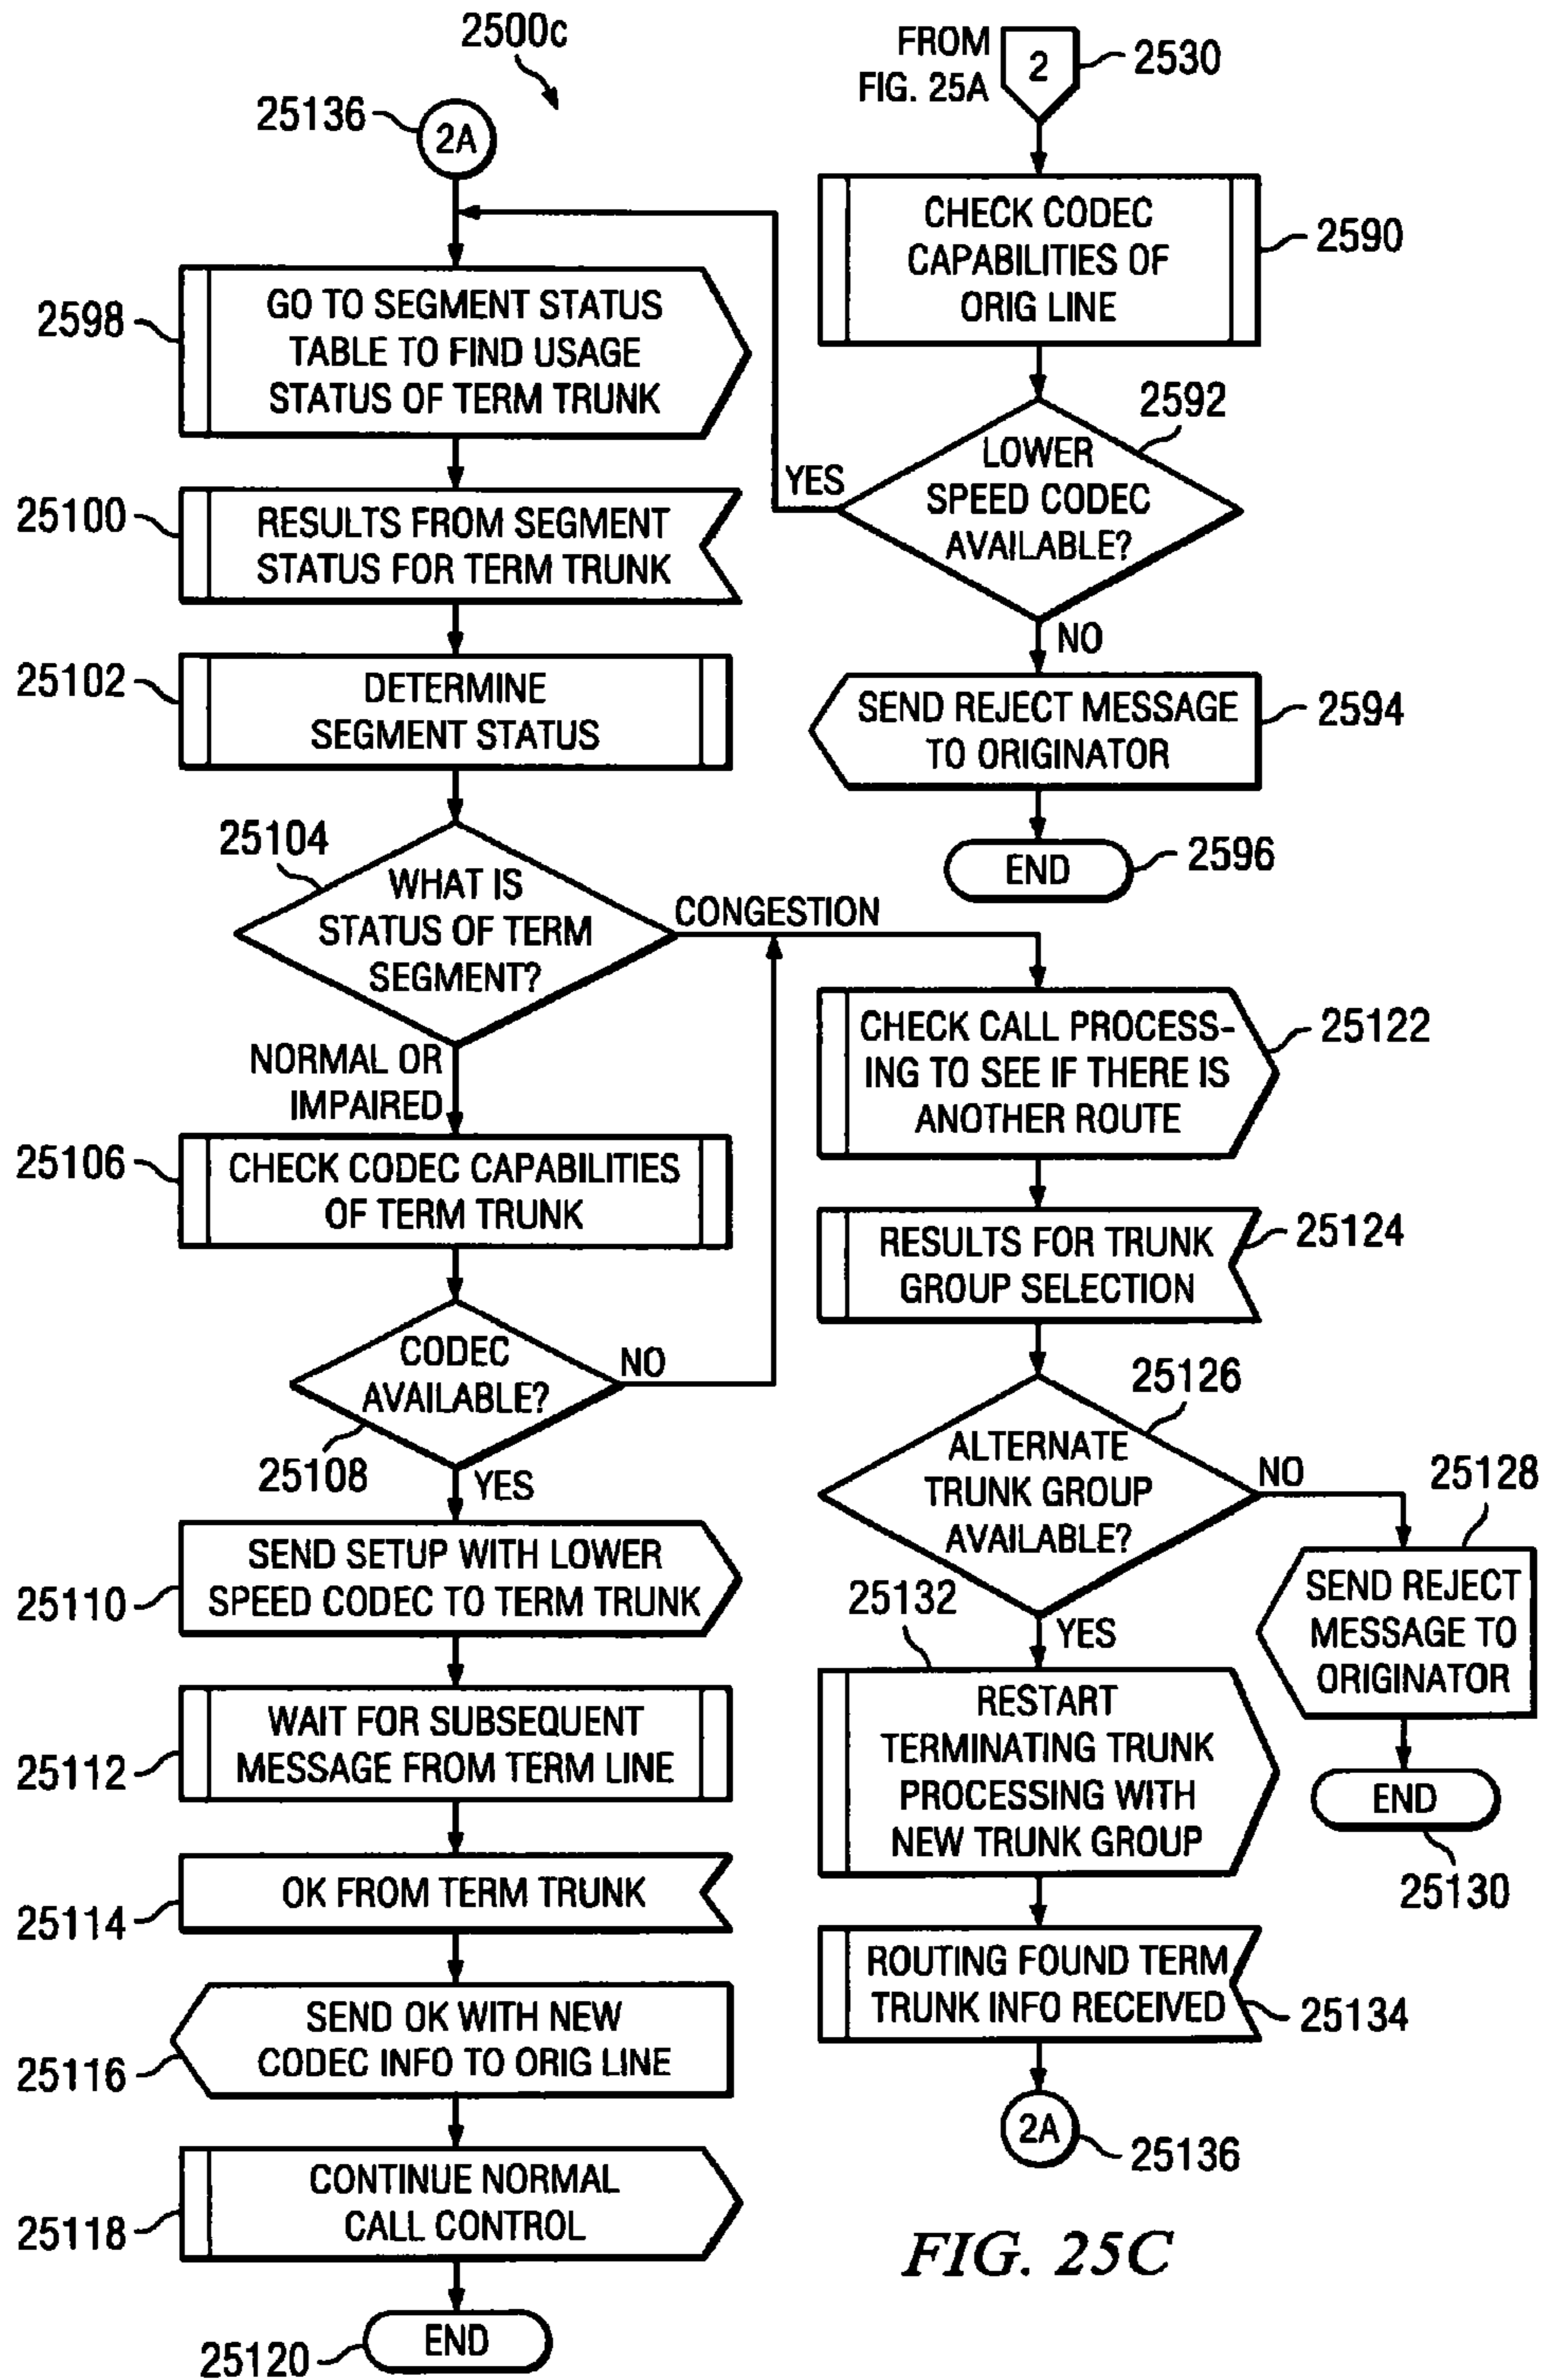 2500c
FROM
FIG. 25A
2
2530
25136
2A
CHECK CODEC
CAPABILITIES OF
ORIG LINE
2590
2598
GO TO SEGMENT STATUS
TABLE TO FIND USAGE
STATUS OF TERM TRUNK
2592
LOWER
SPEED CODEC
AVAILABLE?
YES
NO
25100
RESULTS FROM SEGMENT
STATUS FOR TERM TRUNK
25102
DETERMINE
SEGMENT STATUS
SEND REJECT MESSAGE
TO ORIGINATOR
2594
END
2596
25104
WHAT IS
STATUS OF TERM
SEGMENT?
CONGESTION
NORMAL OR
IMPAIRED
CHECK CALL PROCESS-
ING TO SEE IF THERE IS
ANOTHER ROUTE
25122
25106
CHECK CODEC CAPABILITIES
OF TERM TRUNK
RESULTS FOR TRUNK
GROUP SELECTION
25124
CODEC
AVAILABLE?
NO
25108
YES
25126
ALTERNATE
TRUNK GROUP
AVAILABLE?
NO
25128
YES
SEND REJECT
MESSAGE TO
ORIGINATOR
END
25130
25110
SEND SETUP WITH LOWER
SPEED CODEC TO TERM TRUNK
25132
RESTART
TERMINATING TRUNK
PROCESSING WITH
NEW TRUNK GROUP
25112
WAIT FOR SUBSEQUENT
MESSAGE FROM TERM LINE
25114
OK FROM TERM TRUNK
ROUTING FOUND TERM
TRUNK INFO RECEIVED
25134
25116
SEND OK WITH NEW
CODEC INFO TO ORIG LINE
2A
25136
25118
CONTINUE NORMAL
CALL CONTROL
25120
END
FIG. 25C